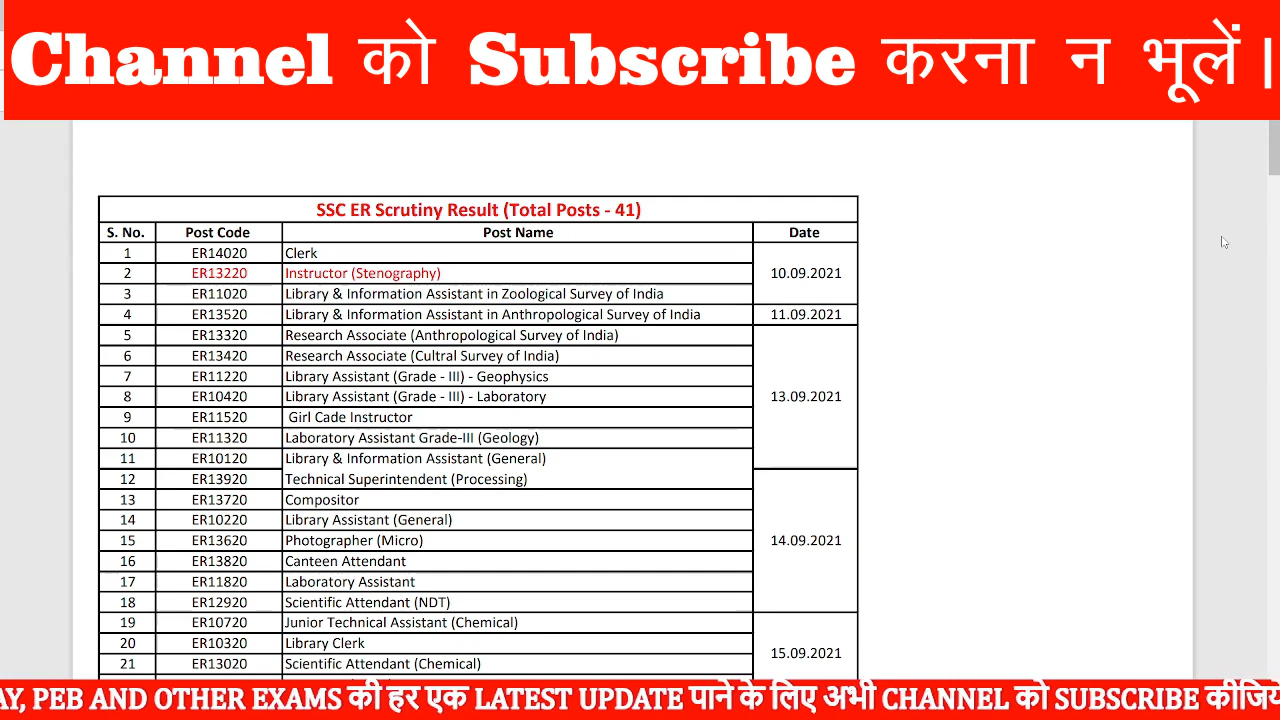 Channel को Subscribe करना न भूलें।
SSC ER Scrutiny Result (Total Posts - 41)
S. No. Post Code Post Name Date
1 ER14020 Clerk
2 ER13220 Instructor (Stenography) 10.09.2021
3 ER11020 Library & Information Assistant in Zoological Survey of India
4 ER13520 Library & Information Assistant in Anthropological Survey of India 11.09.2021
5 ER13320 Research Associate (Anthropological Survey of India)
6 ER13420 Research Associate (Cultral Survey of India)
7 ER11220 Library Assistant (Grade - III) - Geophysics
8 ER10420 Library Assistant (Grade - III) - Laboratory 13.09.2021
9 ER11520 Girl Cade Instructor
10 ER11320 Laboratory Assistant Grade-III (Geology)
11 ER10120 Library & Information Assistant (General)
12 ER13920 Technical Superintendent (Processing)
13 ER13720 Compositor
14 ER10220 Library Assistant (General)
15 ER13620 Photographer (Micro) 14.09.2021
16 ER13820 Canteen Attendant
17 ER11820 Laboratory Assistant
18 ER12920 Scientific Attendant (NDT)
19 ER10720 Junior Technical Assistant (Chemical)
20 ER10320 Library Clerk 15.09.2021
21 ER13020 Scientific Attendant (Chemical)
AY, PEB AND OTHER EXAMS की हर एक LATEST UPDATE पाने के लिए अभी CHANNEL को SUBSCRIBE कीजिये